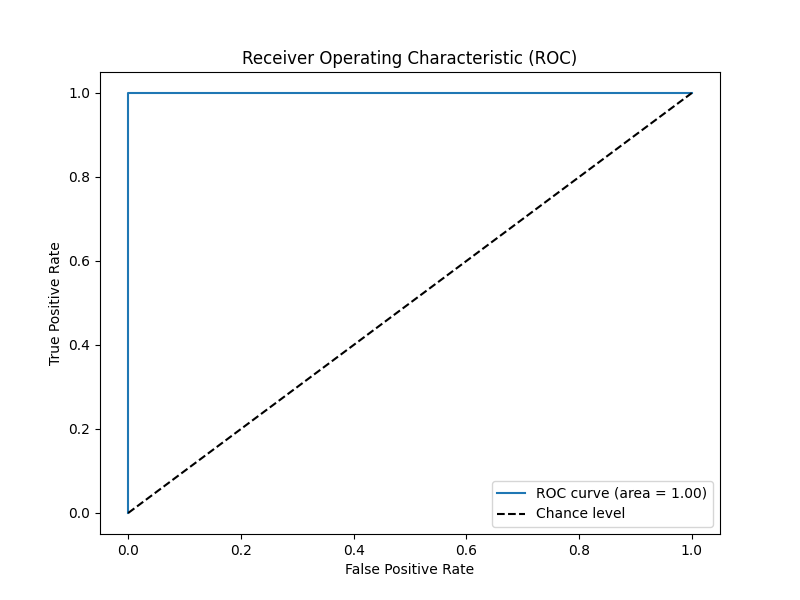 Receiver Operating Characteristic (ROC)
1.0
0.8
0.6
0.4
0.2
0.0
True Positive Rate
ROC curve (area = 1.00)
Chance level
0.0 0.2 0.4 0.6 0.8 1.0
False Positive Rate